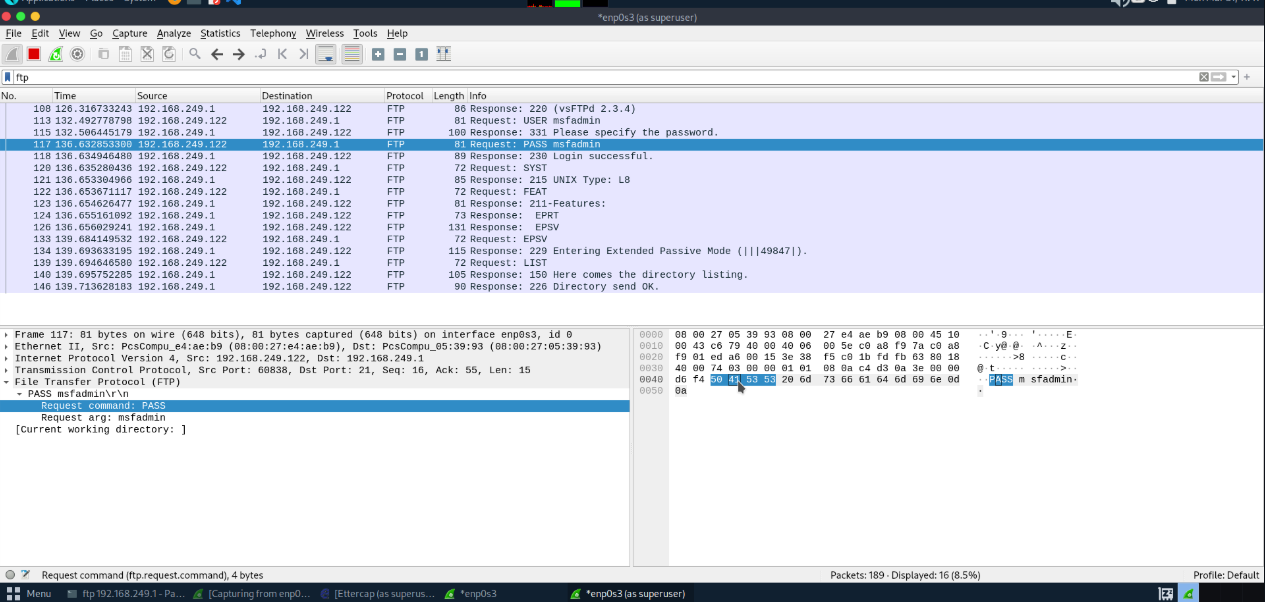 *enp0s3 (as superuser)
File Edit View Go Capture Analyze Statistics Telephony Wireless Tools Help
ftp
No. Time Source Destination Protocol Length Info
108 126.316733243 192.168.249.1 192.168.249.122 FTP 86 Response: 220 (vsFTPd 2.3.4)
113 132.492778798 192.168.249.122 192.168.249.1 FTP 81 Request: USER msfadmin
115 132.506445179 192.168.249.1 192.168.249.122 FTP 100 Response: 331 Please specify the password.
117 136.632853300 192.168.249.122 192.168.249.1 FTP 81 Request: PASS msfadmin
118 136.634946480 192.168.249.1 192.168.249.122 FTP 89 Response: 230 Login successful.
120 136.635280436 192.168.249.122 192.168.249.1 FTP 72 Request: SYST
121 136.653304966 192.168.249.1 192.168.249.122 FTP 85 Response: 215 UNIX Type: L8
122 136.653671117 192.168.249.122 192.168.249.1 FTP 72 Request: FEAT
123 136.654626477 192.168.249.1 192.168.249.122 FTP 81 Response: 211-Features:
124 136.655161092 192.168.249.1 192.168.249.122 FTP 73 Response: EPRT
126 136.656029241 192.168.249.1 192.168.249.122 FTP 131 Response: EPSV
133 139.684149532 192.168.249.122 192.168.249.1 FTP 72 Request: EPSV
134 139.693633195 192.168.249.1 192.168.249.122 FTP 115 Response: 229 Entering Extended Passive Mode (|||49847|).
139 139.694646580 192.168.249.122 192.168.249.1 FTP 72 Request: LIST
140 139.695752285 192.168.249.1 192.168.249.122 FTP 105 Response: 150 Here comes the directory listing.
146 139.713628183 192.168.249.1 192.168.249.122 FTP 90 Response: 226 Directory send OK.
Frame 117: 81 bytes on wire (648 bits), 81 bytes captured (648 bits) on interface enp0s3, id 0
Ethernet II, Src: PcsCompu_e4:ae:b9 (08:00:27:e4:ae:b9), Dst: PcsCompu_05:39:93 (08:00:27:05:39:93)
Internet Protocol Version 4, Src: 192.168.249.122, Dst: 192.168.249.1
Transmission Control Protocol, Src Port: 60838, Dst Port: 21, Seq: 16, Ack: 55, Len: 15
File Transfer Protocol (FTP)
PASS msfadmin\r\n
Request command: PASS
Request arg: msfadmin
[Current working directory: ]
0000 08 00 27 05 39 93 08 00 27 e4 ae b9 08 00 45 10 ··'·9··· '·····E·
0010 00 43 c6 79 40 00 40 06 00 5e c0 a8 f9 7a c0 a8 ·C·y@·@· ·^···z··
0020 f9 01 ed a6 00 15 3e 38 f5 c0 1b fd fb 63 80 18 ······>8 ·····c··
0030 40 00 74 03 00 00 01 01 08 0a c4 d3 0a 3e 00 00 @·t····· ·····>··
0040 d6 f4 50 41 53 53 20 6d 73 66 61 64 6d 69 6e 0d ··PASS m sfadmin·
0050 0a ·
Request command (ftp.request.command), 4 bytes Packets: 189 · Displayed: 16 (8.5%) Profile: Default
Menu ftp 192.168.249.1 - Pa... [Capturing from enp0... [Ettercap (as superus... *enp0s3 *enp0s3 (as superuser)